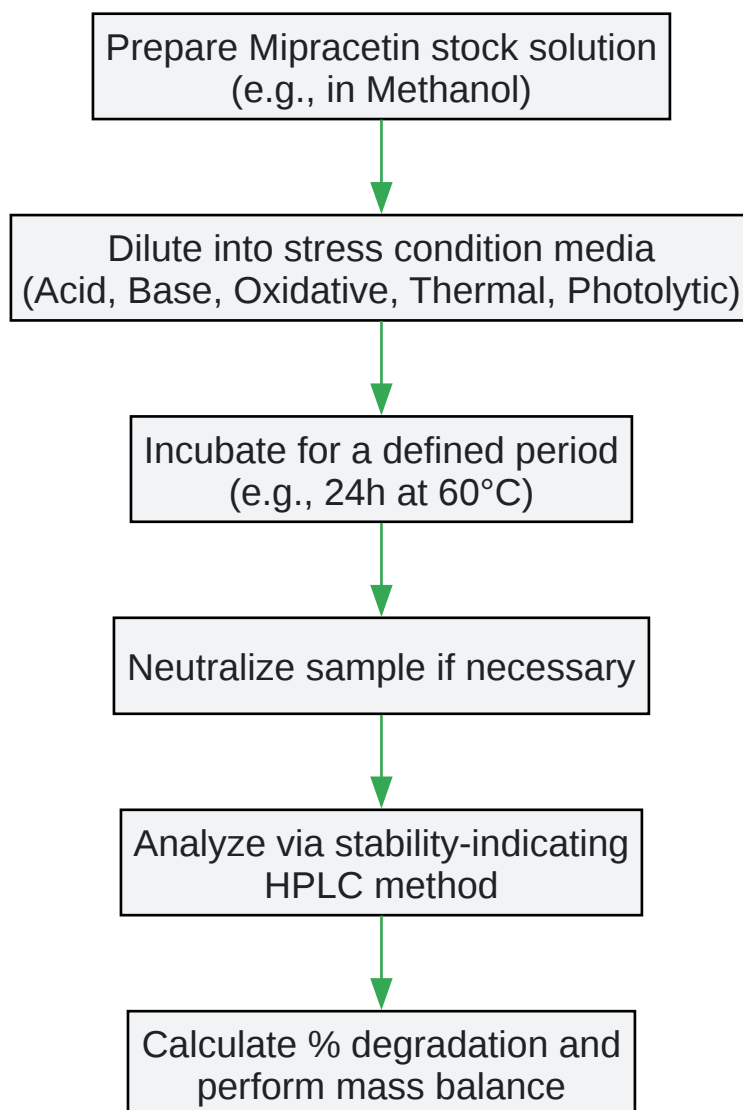 Prepare Mipracetin stock solution
(e.g., in Methanol)
Dilute into stress condition media
(Acid, Base, Oxidative, Thermal, Photolytic)
Incubate for a defined period
(e.g., 24h at 60°C)
Neutralize sample if necessary
Analyze via stability-indicating
HPLC method
Calculate % degradation and
perform mass balance